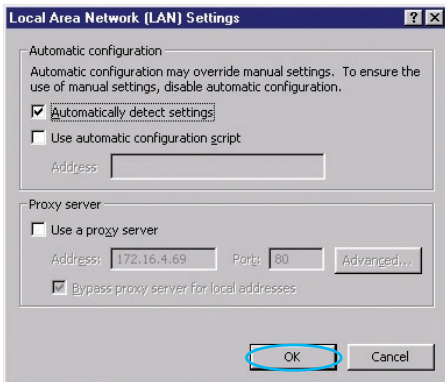 Local Area Network (LAN) Settings
Automatic configuration
Automatic configuration may override manual settings. To ensure the
use of manual settings, disable automatic configuration.
Automatically detect settings
Use automatic configuration script
Address
Proxy server
Use a proxy server
Address: 172.16.4.69 Port: 80 Advanced...
Bypass proxy server for local addresses
OK Cancel